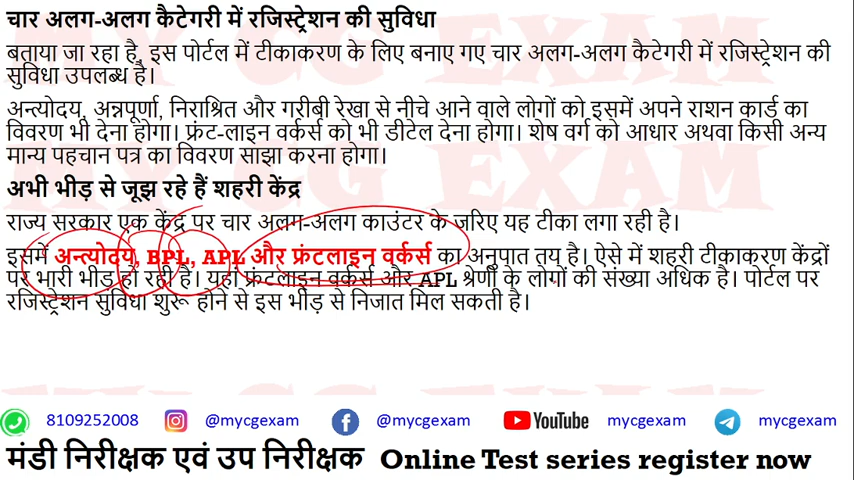 चार अलग-अलग कैटेगरी में रजिस्ट्रेशन की सुविधा
बताया जा रहा है, इस पोर्टल में टीकाकरण के लिए बनाए गए चार अलग-अलग कैटेगरी में रजिस्ट्रेशन की
सुविधा उपलब्ध है।
अन्त्योदय, अन्नपूर्णा, निराश्रित और गरीबी रेखा से नीचे आने वाले लोगों को इसमें अपने राशन कार्ड का
विवरण भी देना होगा। फ्रंट-लाइन वर्कर्स को भी डीटेल देना होगा। शेष वर्ग को आधार अथवा किसी अन्य
मान्य पहचान पत्र का विवरण साझा करना होगा।
अभी भीड़ से जूझ रहे हैं शहरी केंद्र
राज्य सरकार एक केंद्र पर चार अलग-अलग काउंटर के जरिए यह टीका लगा रही है।
इसमें अन्त्योदय, BPL, APL और फ्रंटलाइन वर्कर्स का अनुपात तय है। ऐसे में शहरी टीकाकरण केंद्रों
पर भारी भीड़ हो रही है। यहां फ्रंटलाइन वर्कर्स और APL श्रेणी के लोगों की संख्या अधिक है। पोर्टल पर
रजिस्ट्रेशन सुविधा शुरू होने से इस भीड़ से निजात मिल सकती है।
8109252008 @mycgexam @mycgexam YouTube mycgexam mycgexam
मंडी निरीक्षक एवं उप निरीक्षक Online Test series register now
MY CG EXAM
MY CG EXAM